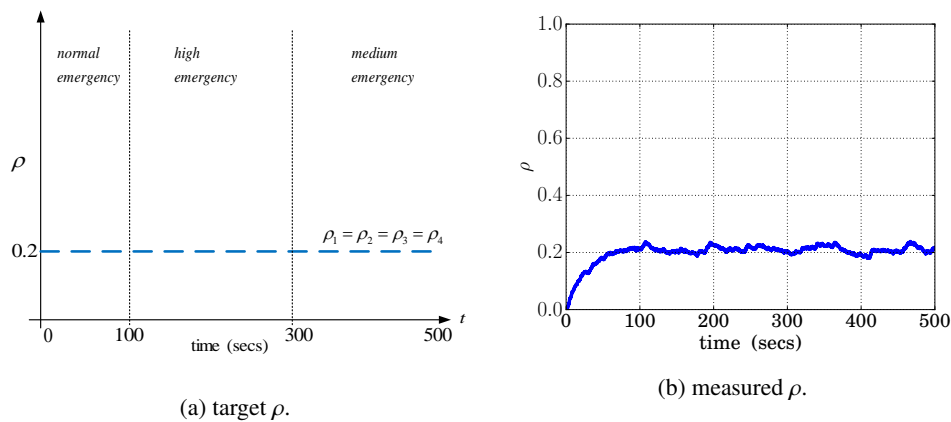 normal
emergency
high
emergency
medium
emergency
ρ
0.2
ρ₁ = ρ₂ = ρ₃ = ρ₄
t
0
100
300
500
time (secs)
(a) target ρ.
1.0
0.8
0.6
0.4
0.2
0.0
ρ
0
100
200
300
400
500
time (secs)
(b) measured ρ.